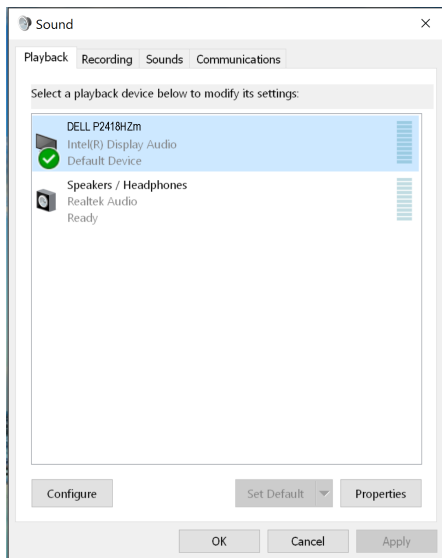 Sound
Playback Recording Sounds Communications
Select a playback device below to modify its settings:
DELL P2418HZm
Intel(R) Display Audio
Default Device
Speakers / Headphones
Realtek Audio
Ready
Configure Set Default Properties
OK Cancel Apply